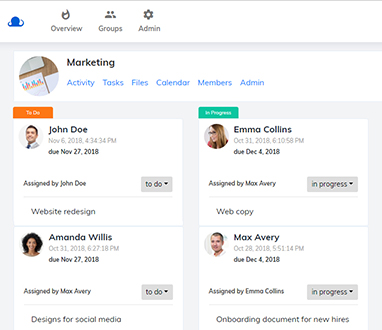 Overview Groups Admin
Marketing
Activity Tasks Files Calendar Members Admin
To Do
John Doe
Nov 6, 2018, 4:34:34 PM
due Nov 27, 2018
Assigned by John Doe
to do
Website redesign
Amanda Willis
Oct 31, 2018, 6:27:18 PM
due Nov 27, 2018
Assigned by Max Avery
to do
Designs for social media
In Progress
Emma Collins
Oct 31, 2018, 6:10:58 PM
due Dec 4, 2018
Assigned by Max Avery
in progress
Web copy
Max Avery
Oct 28, 2018, 5:51:14 PM
due Dec 4, 2018
Assigned by Emma Collins
in progress
Onboarding document for new hires